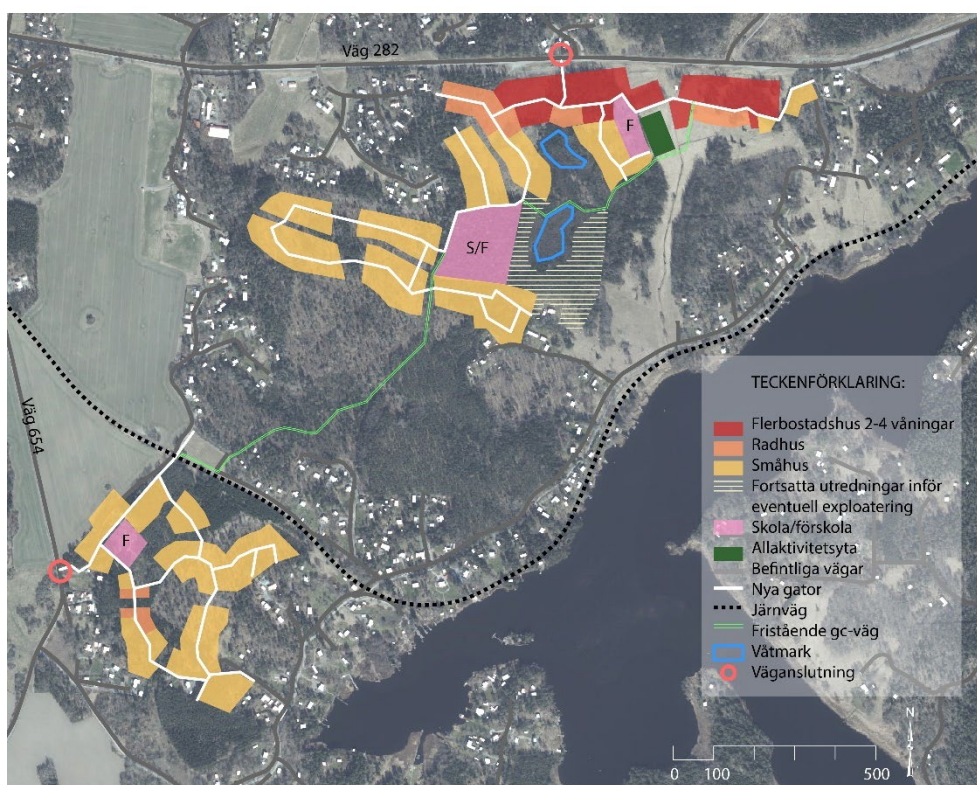 Väg 282
F
S/F
Väg 654
F
TECKENFÖRKLARING:
Flerbostadshus 2-4 våningar
Radhus
Småhus
Fortsatta utredningar inför
eventuell exploatering
Skola/förskola
Allaktivitetsyta
Befintliga vägar
Nya gator
Järnväg
Fristående gc-väg
Våtmark
Väganslutning
N
0 100 500